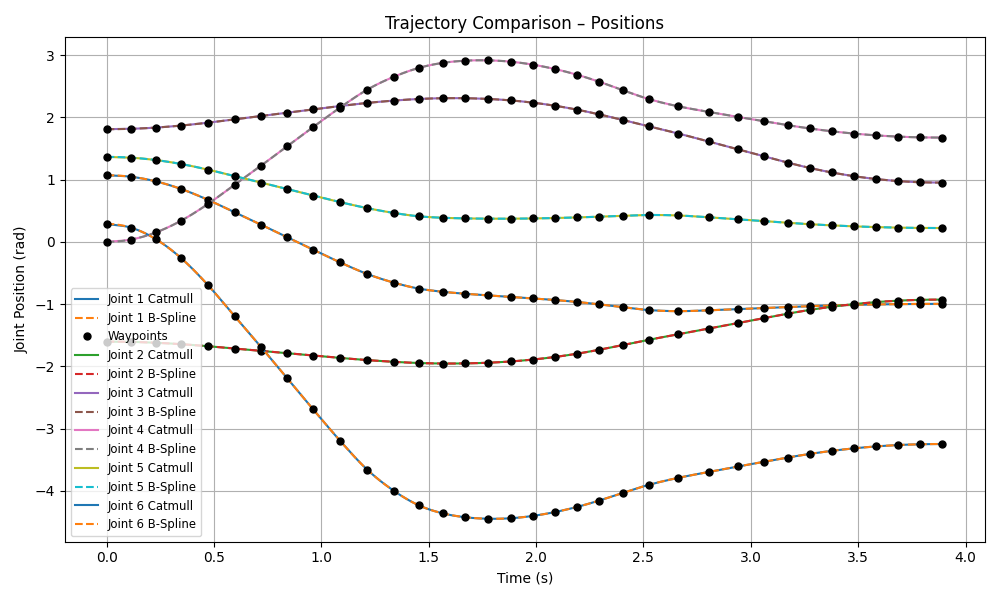 Trajectory Comparison – Positions
Joint Position (rad)
3
2
1
0
−1
−2
−3
−4
Joint 1 Catmull
Joint 1 B-Spline
Waypoints
Joint 2 Catmull
Joint 2 B-Spline
Joint 3 Catmull
Joint 3 B-Spline
Joint 4 Catmull
Joint 4 B-Spline
Joint 5 Catmull
Joint 5 B-Spline
Joint 6 Catmull
Joint 6 B-Spline
0.0 0.5 1.0 1.5 2.0 2.5 3.0 3.5 4.0
Time (s)